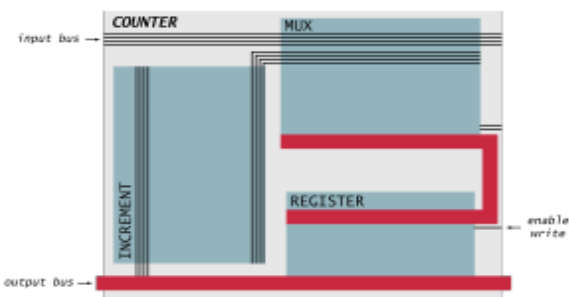 COUNTER
MUX
input bus
INCREMENT
REGISTER
enable
write
output bus